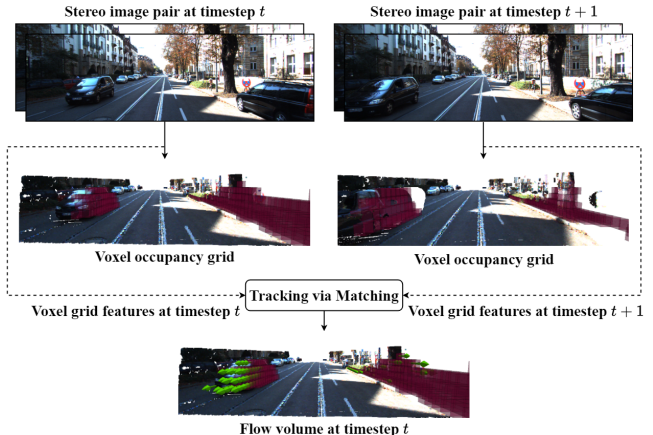 Stereo image pair at timestep t
Stereo image pair at timestep t + 1
Voxel occupancy grid
Voxel occupancy grid
Tracking via Matching
Voxel grid features at timestep t
Voxel grid features at timestep t + 1
Flow volume at timestep t